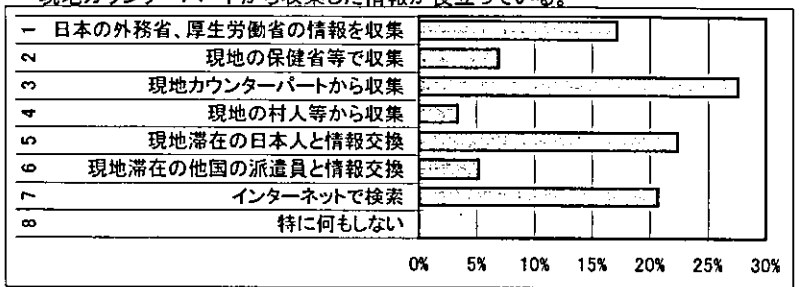 現地カウンターパートから収集した情報が役立っている。
1 日本の外務省、厚生労働省の情報を収集
2 現地の保健省等で収集
3 現地カウンターパートから収集
4 現地の村人等から収集
5 現地滞在の日本人と情報交換
6 現地滞在の他国の派遣員と情報交換
7 インターネットで検索
8 特に何もしない
0% 5% 10% 15% 20% 25% 30%